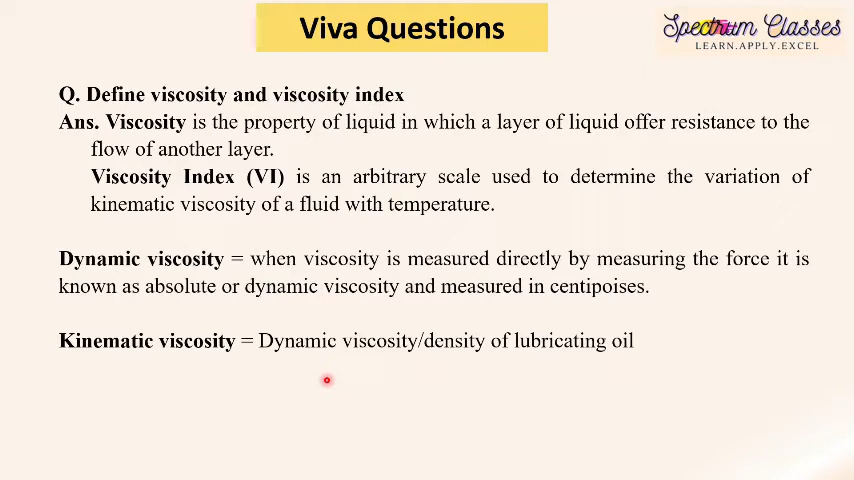 Viva Questions
Spectrum Classes
LEARN.APPLY.EXCEL
Q. Define viscosity and viscosity index
Ans. Viscosity is the property of liquid in which a layer of liquid offer resistance to the
flow of another layer.
Viscosity Index (VI) is an arbitrary scale used to determine the variation of
kinematic viscosity of a fluid with temperature.
Dynamic viscosity = when viscosity is measured directly by measuring the force it is
known as absolute or dynamic viscosity and measured in centipoises.
Kinematic viscosity = Dynamic viscosity/density of lubricating oil